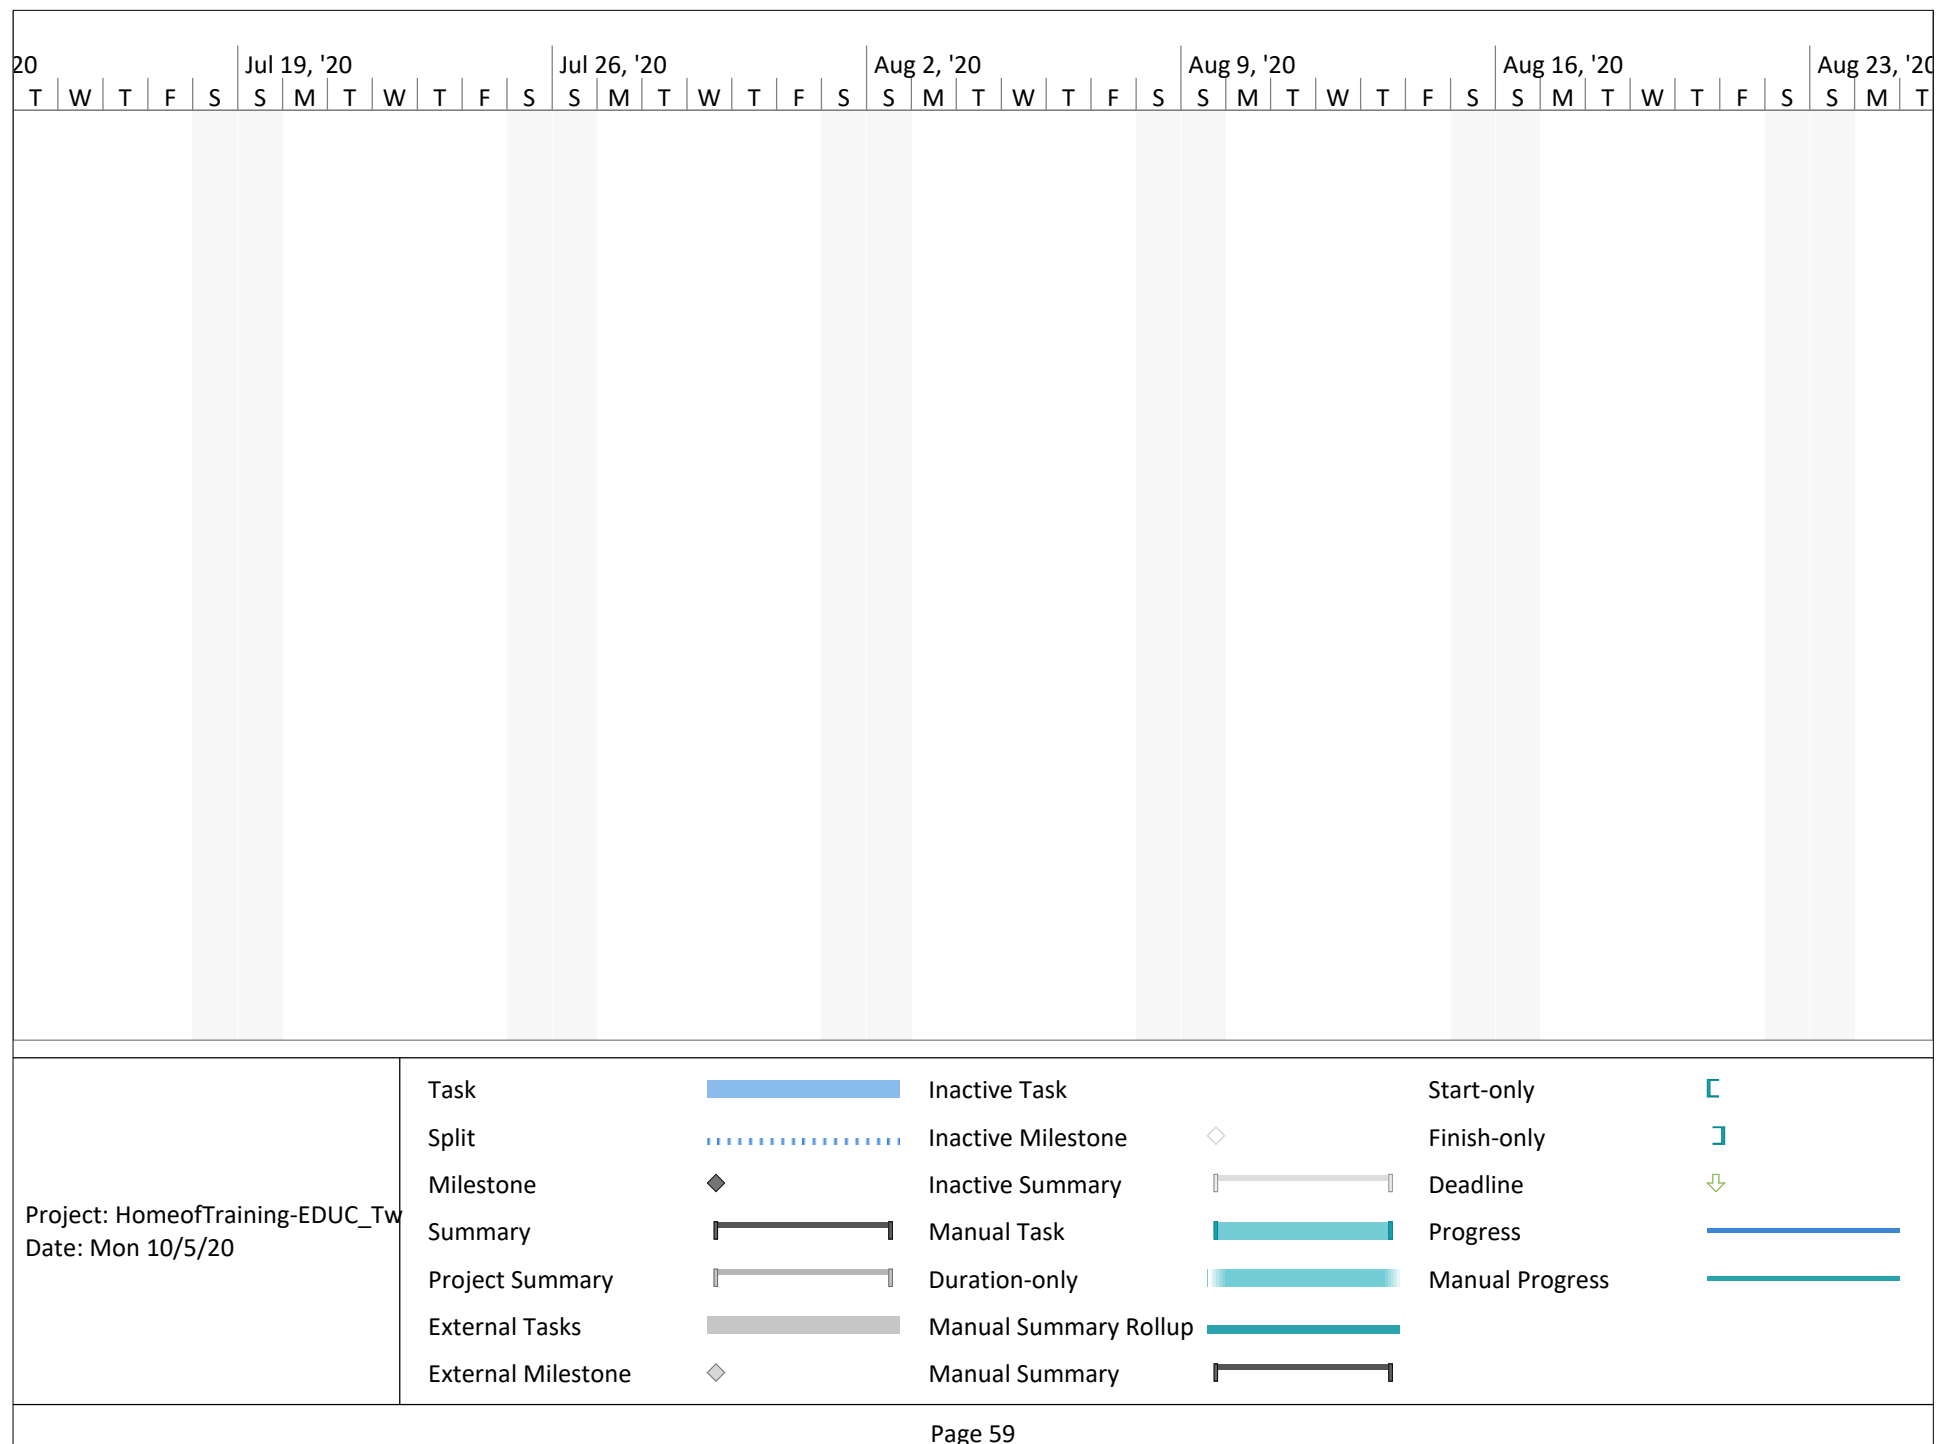 20 Jul 19, '20 Jul 26, '20 Aug 2, '20 Aug 9, '20 Aug 16, '20 Aug 23, '20
T W T F S S M T W T F S S M T W T F S S M T W T F S S M T W T F S S M T W T F S S M T
Task Inactive Task Start-only
Split Inactive Milestone Finish-only
Milestone Inactive Summary Deadline
Project: HomeofTraining-EDUC_Tw
Date: Mon 10/5/20
Summary Manual Task Progress
Project Summary Duration-only Manual Progress
External Tasks Manual Summary Rollup
External Milestone Manual Summary
Page 59